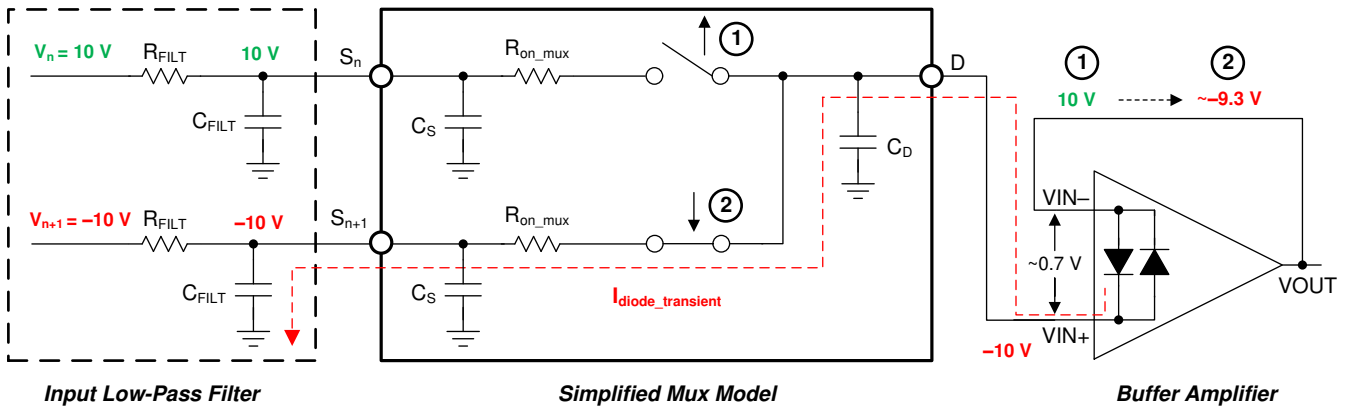 Vn = 10 V
RFILT
10 V
Sn
Ron_mux
1
D
1
2
10 V
~–9.3 V
CFILT
CS
CD
Vn+1 = –10 V
RFILT
–10 V
Sn+1
Ron_mux
2
VIN–
~0.7 V
CFILT
CS
Idiode_transient
VOUT
VIN+
–10 V
Input Low-Pass Filter
Simplified Mux Model
Buffer Amplifier